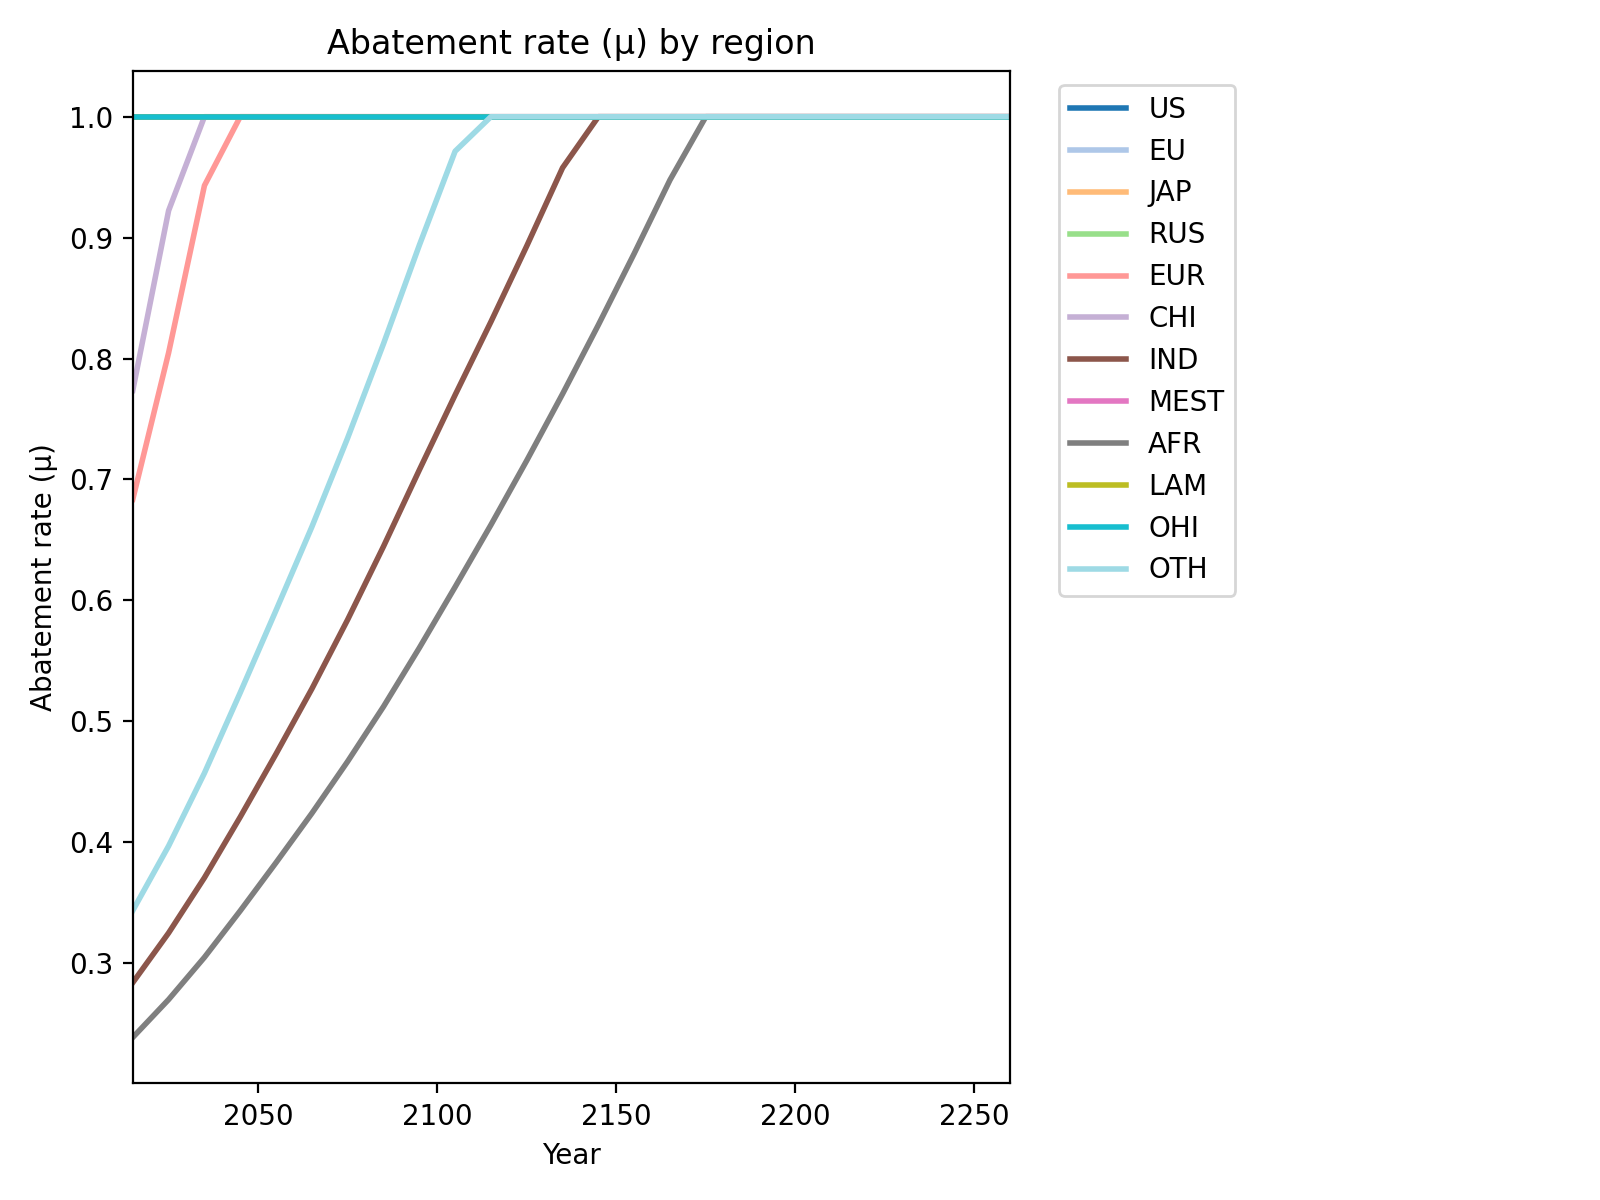 Abatement rate (μ) by region
Abatement rate (μ)
1.0
0.9
0.8
0.7
0.6
0.5
0.4
0.3
2050
2100
2150
2200
2250
Year
US
EU
JAP
RUS
EUR
CHI
IND
MEST
AFR
LAM
OHI
OTH